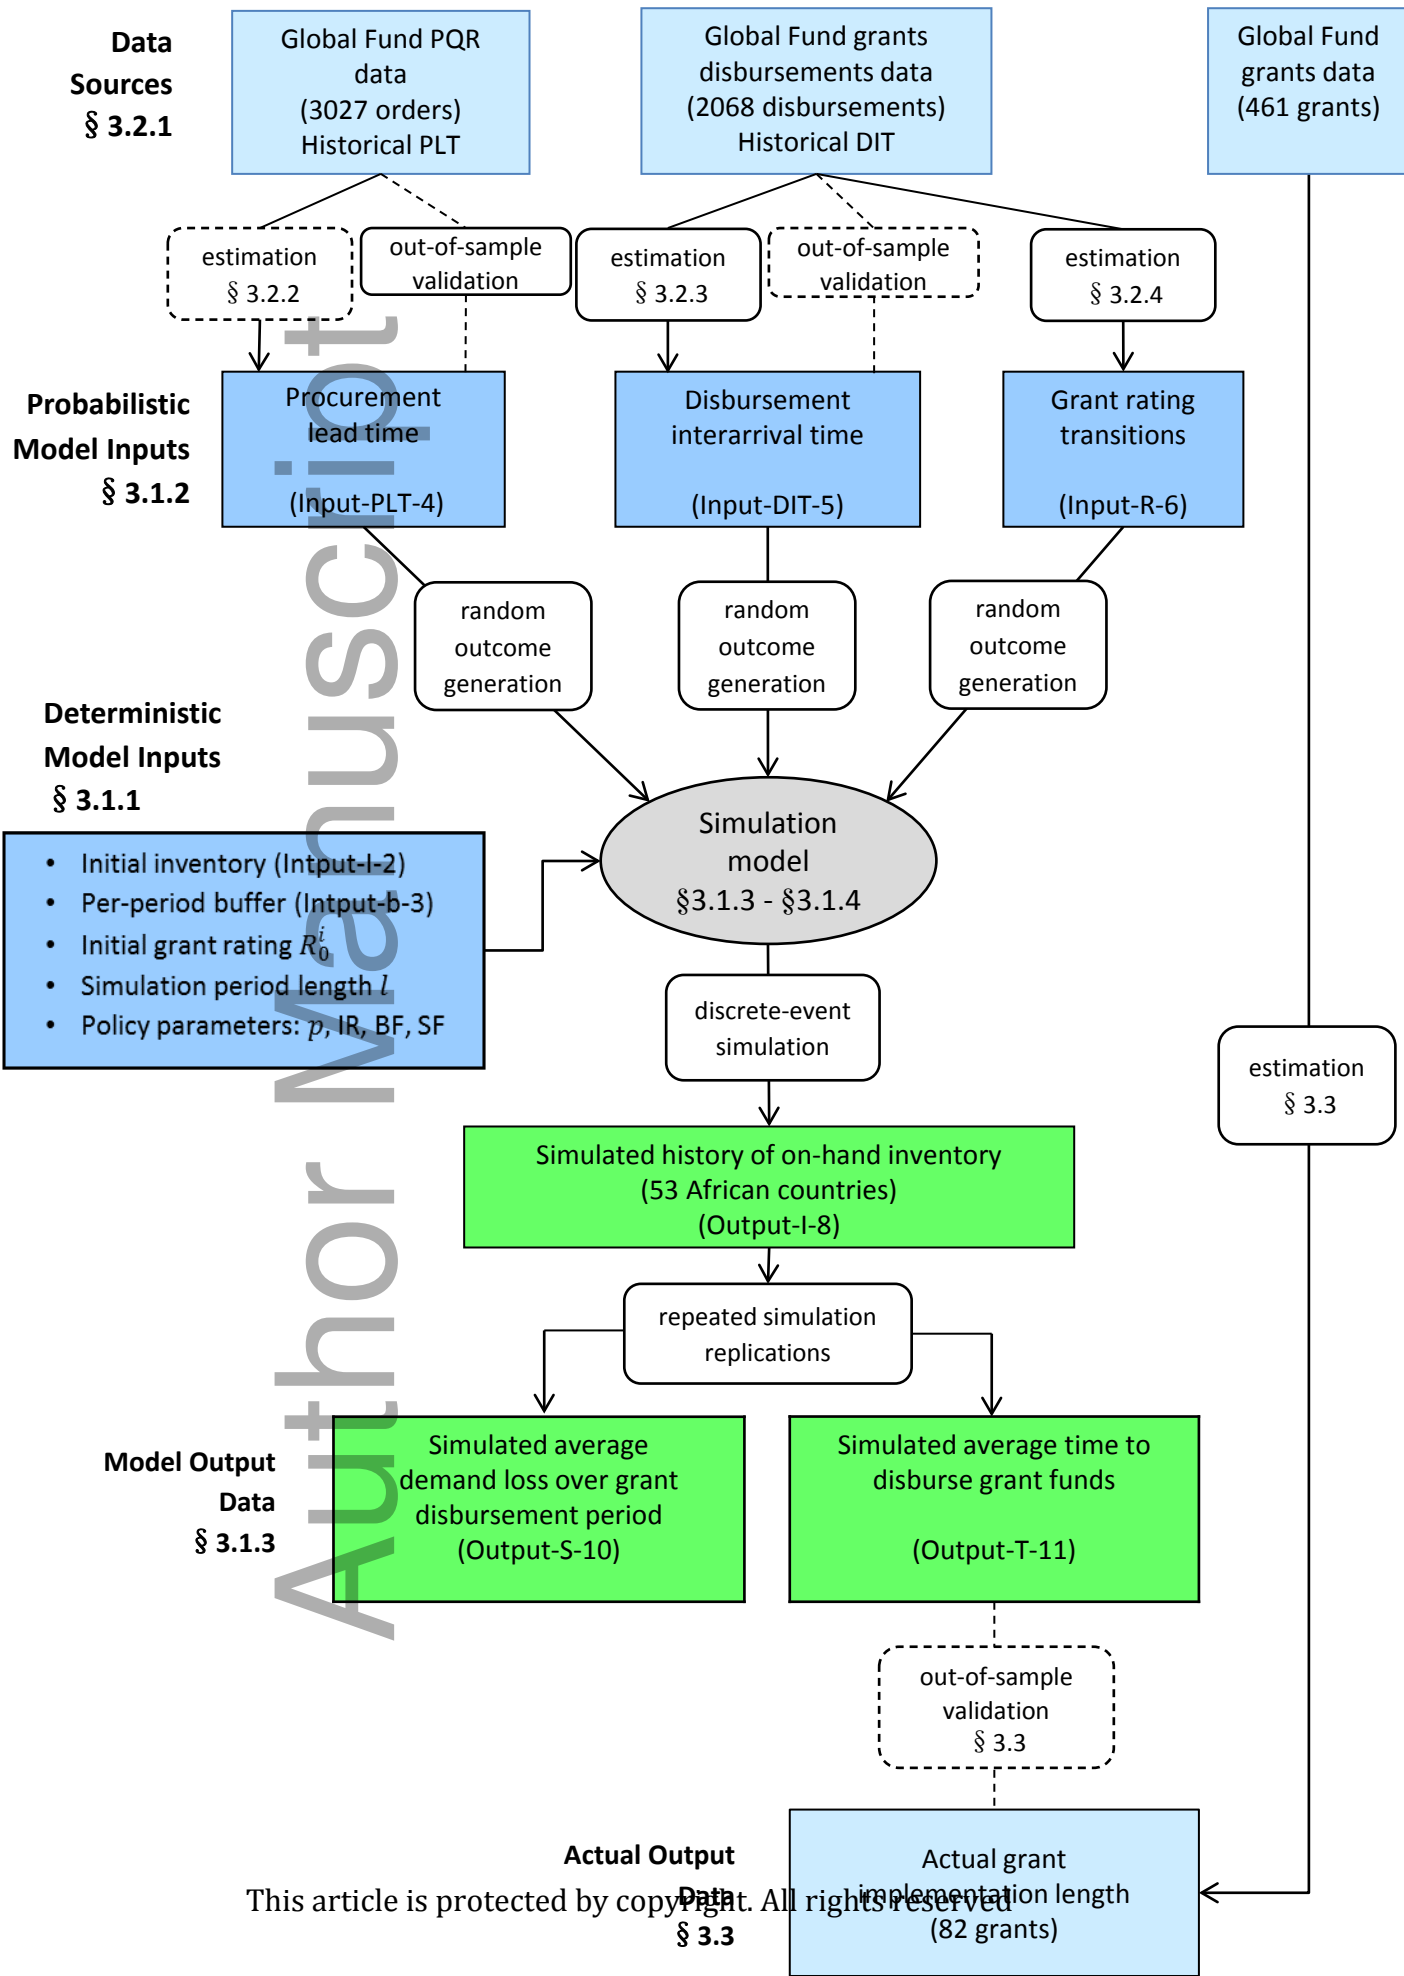 Data
Sources
§ 3.2.1
Global Fund PQR
data
(3027 orders)
Historical PLT
Global Fund grants
disbursements data
(2068 disbursements)
Historical DIT
Global Fund
grants data
(461 grants)
estimation
§ 3.2.2
out-of-sample
validation
estimation
§ 3.2.3
out-of-sample
validation
estimation
§ 3.2.4
Probabilistic
Model Inputs
§ 3.1.2
Procurement
lead time
(Input-PLT-4)
Disbursement
interarrival time
(Input-DIT-5)
Grant rating
transitions
(Input-R-6)
random
outcome
generation
random
outcome
generation
random
outcome
generation
Deterministic
Model Inputs
§ 3.1.1
• Initial inventory (Intput-I-2)
• Per-period buffer (Intput-b-3)
• Initial grant rating R₀ⁱ
• Simulation period length l
• Policy parameters: p, IR, BF, SF
Simulation
model
§3.1.3 - §3.1.4
discrete-event
simulation
estimation
§ 3.3
Simulated history of on-hand inventory
(53 African countries)
(Output-I-8)
repeated simulation
replications
Model Output
Data
§ 3.1.3
Simulated average
demand loss over grant
disbursement period
(Output-S-10)
Simulated average time to
disburse grant funds
(Output-T-11)
out-of-sample
validation
§ 3.3
Actual Output
Data
§ 3.3
Actual grant
implementation length
(82 grants)
Author Manuscript
This article is protected by copyright. All rights reserved